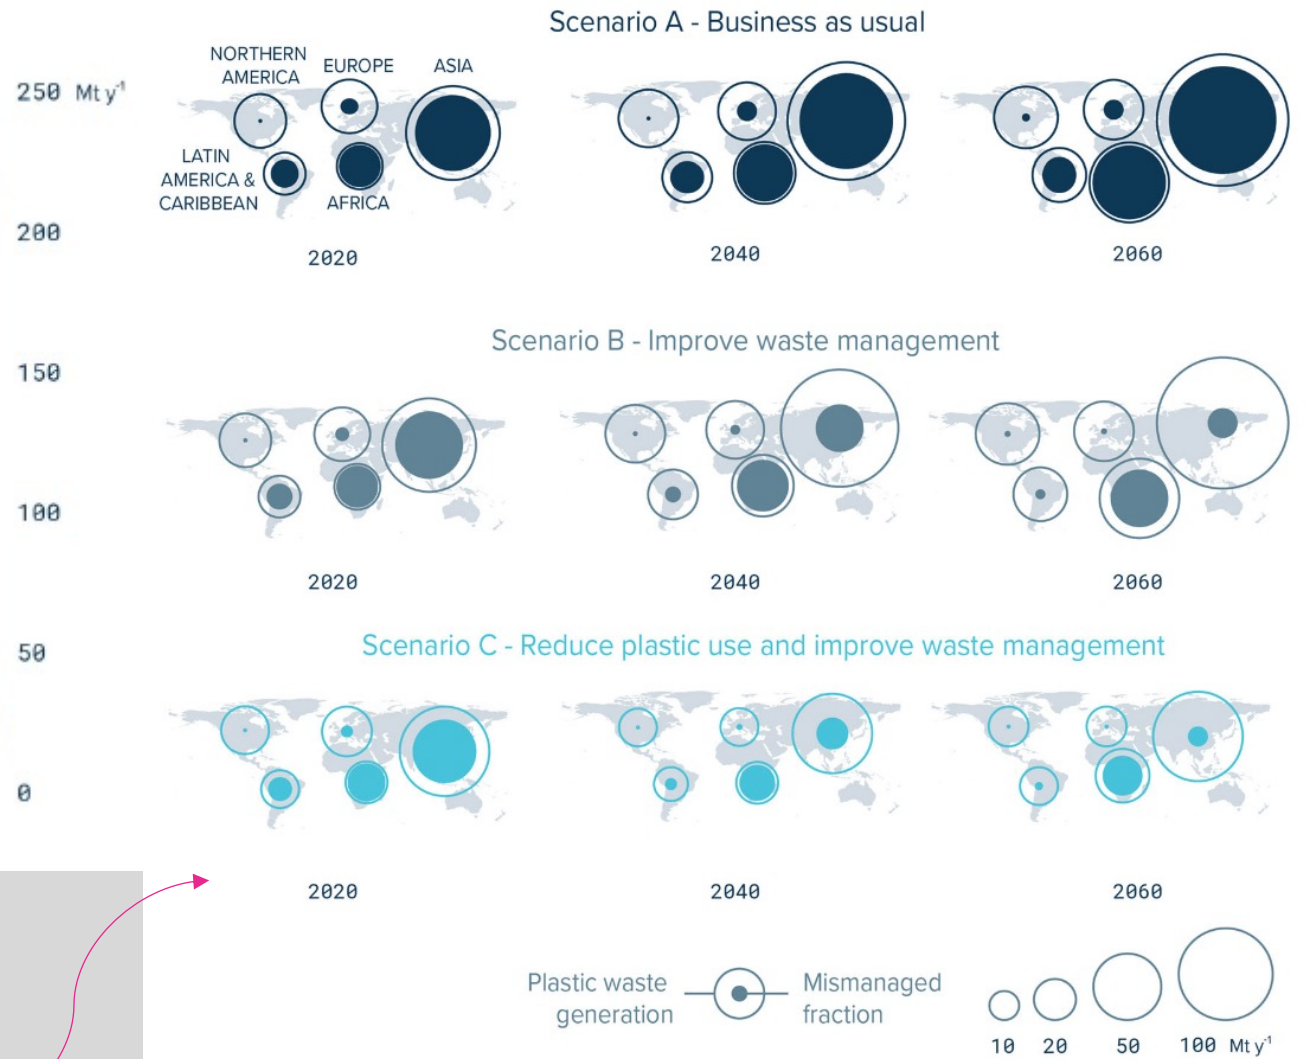 Scenario A - Business as usual
250 Mt y⁻¹
200
150
100
50
0
NORTHERN
AMERICA
EUROPE
ASIA
LATIN
AMERICA &
CARIBBEAN
AFRICA
2020
2040
2060
Scenario B - Improve waste management
2020
2040
2060
Scenario C - Reduce plastic use and improve waste management
2020
2040
2060
Plastic waste
generation
Mismanaged
fraction
10 20 50 100 Mt y⁻¹